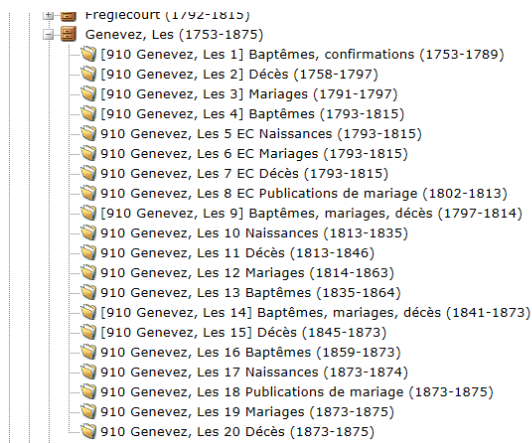 Fregiécourt (1792-1815)
Genevez, Les (1753-1875)
[910 Genevez, Les 1] Baptêmes, confirmations (1753-1789)
[910 Genevez, Les 2] Décès (1758-1797)
[910 Genevez, Les 3] Mariages (1791-1797)
[910 Genevez, Les 4] Baptêmes (1793-1815)
910 Genevez, Les 5 EC Naissances (1793-1815)
910 Genevez, Les 6 EC Mariages (1793-1815)
910 Genevez, Les 7 EC Décès (1793-1815)
910 Genevez, Les 8 EC Publications de mariage (1802-1813)
[910 Genevez, Les 9] Baptêmes, mariages, décès (1797-1814)
910 Genevez, Les 10 Naissances (1813-1835)
910 Genevez, Les 11 Décès (1813-1846)
910 Genevez, Les 12 Mariages (1814-1863)
910 Genevez, Les 13 Baptêmes (1835-1864)
[910 Genevez, Les 14] Baptêmes, mariages, décès (1841-1873)
[910 Genevez, Les 15] Décès (1845-1873)
910 Genevez, Les 16 Baptêmes (1859-1873)
910 Genevez, Les 17 Naissances (1873-1874)
910 Genevez, Les 18 Publications de mariage (1873-1875)
910 Genevez, Les 19 Mariages (1873-1875)
910 Genevez, Les 20 Décès (1873-1875)